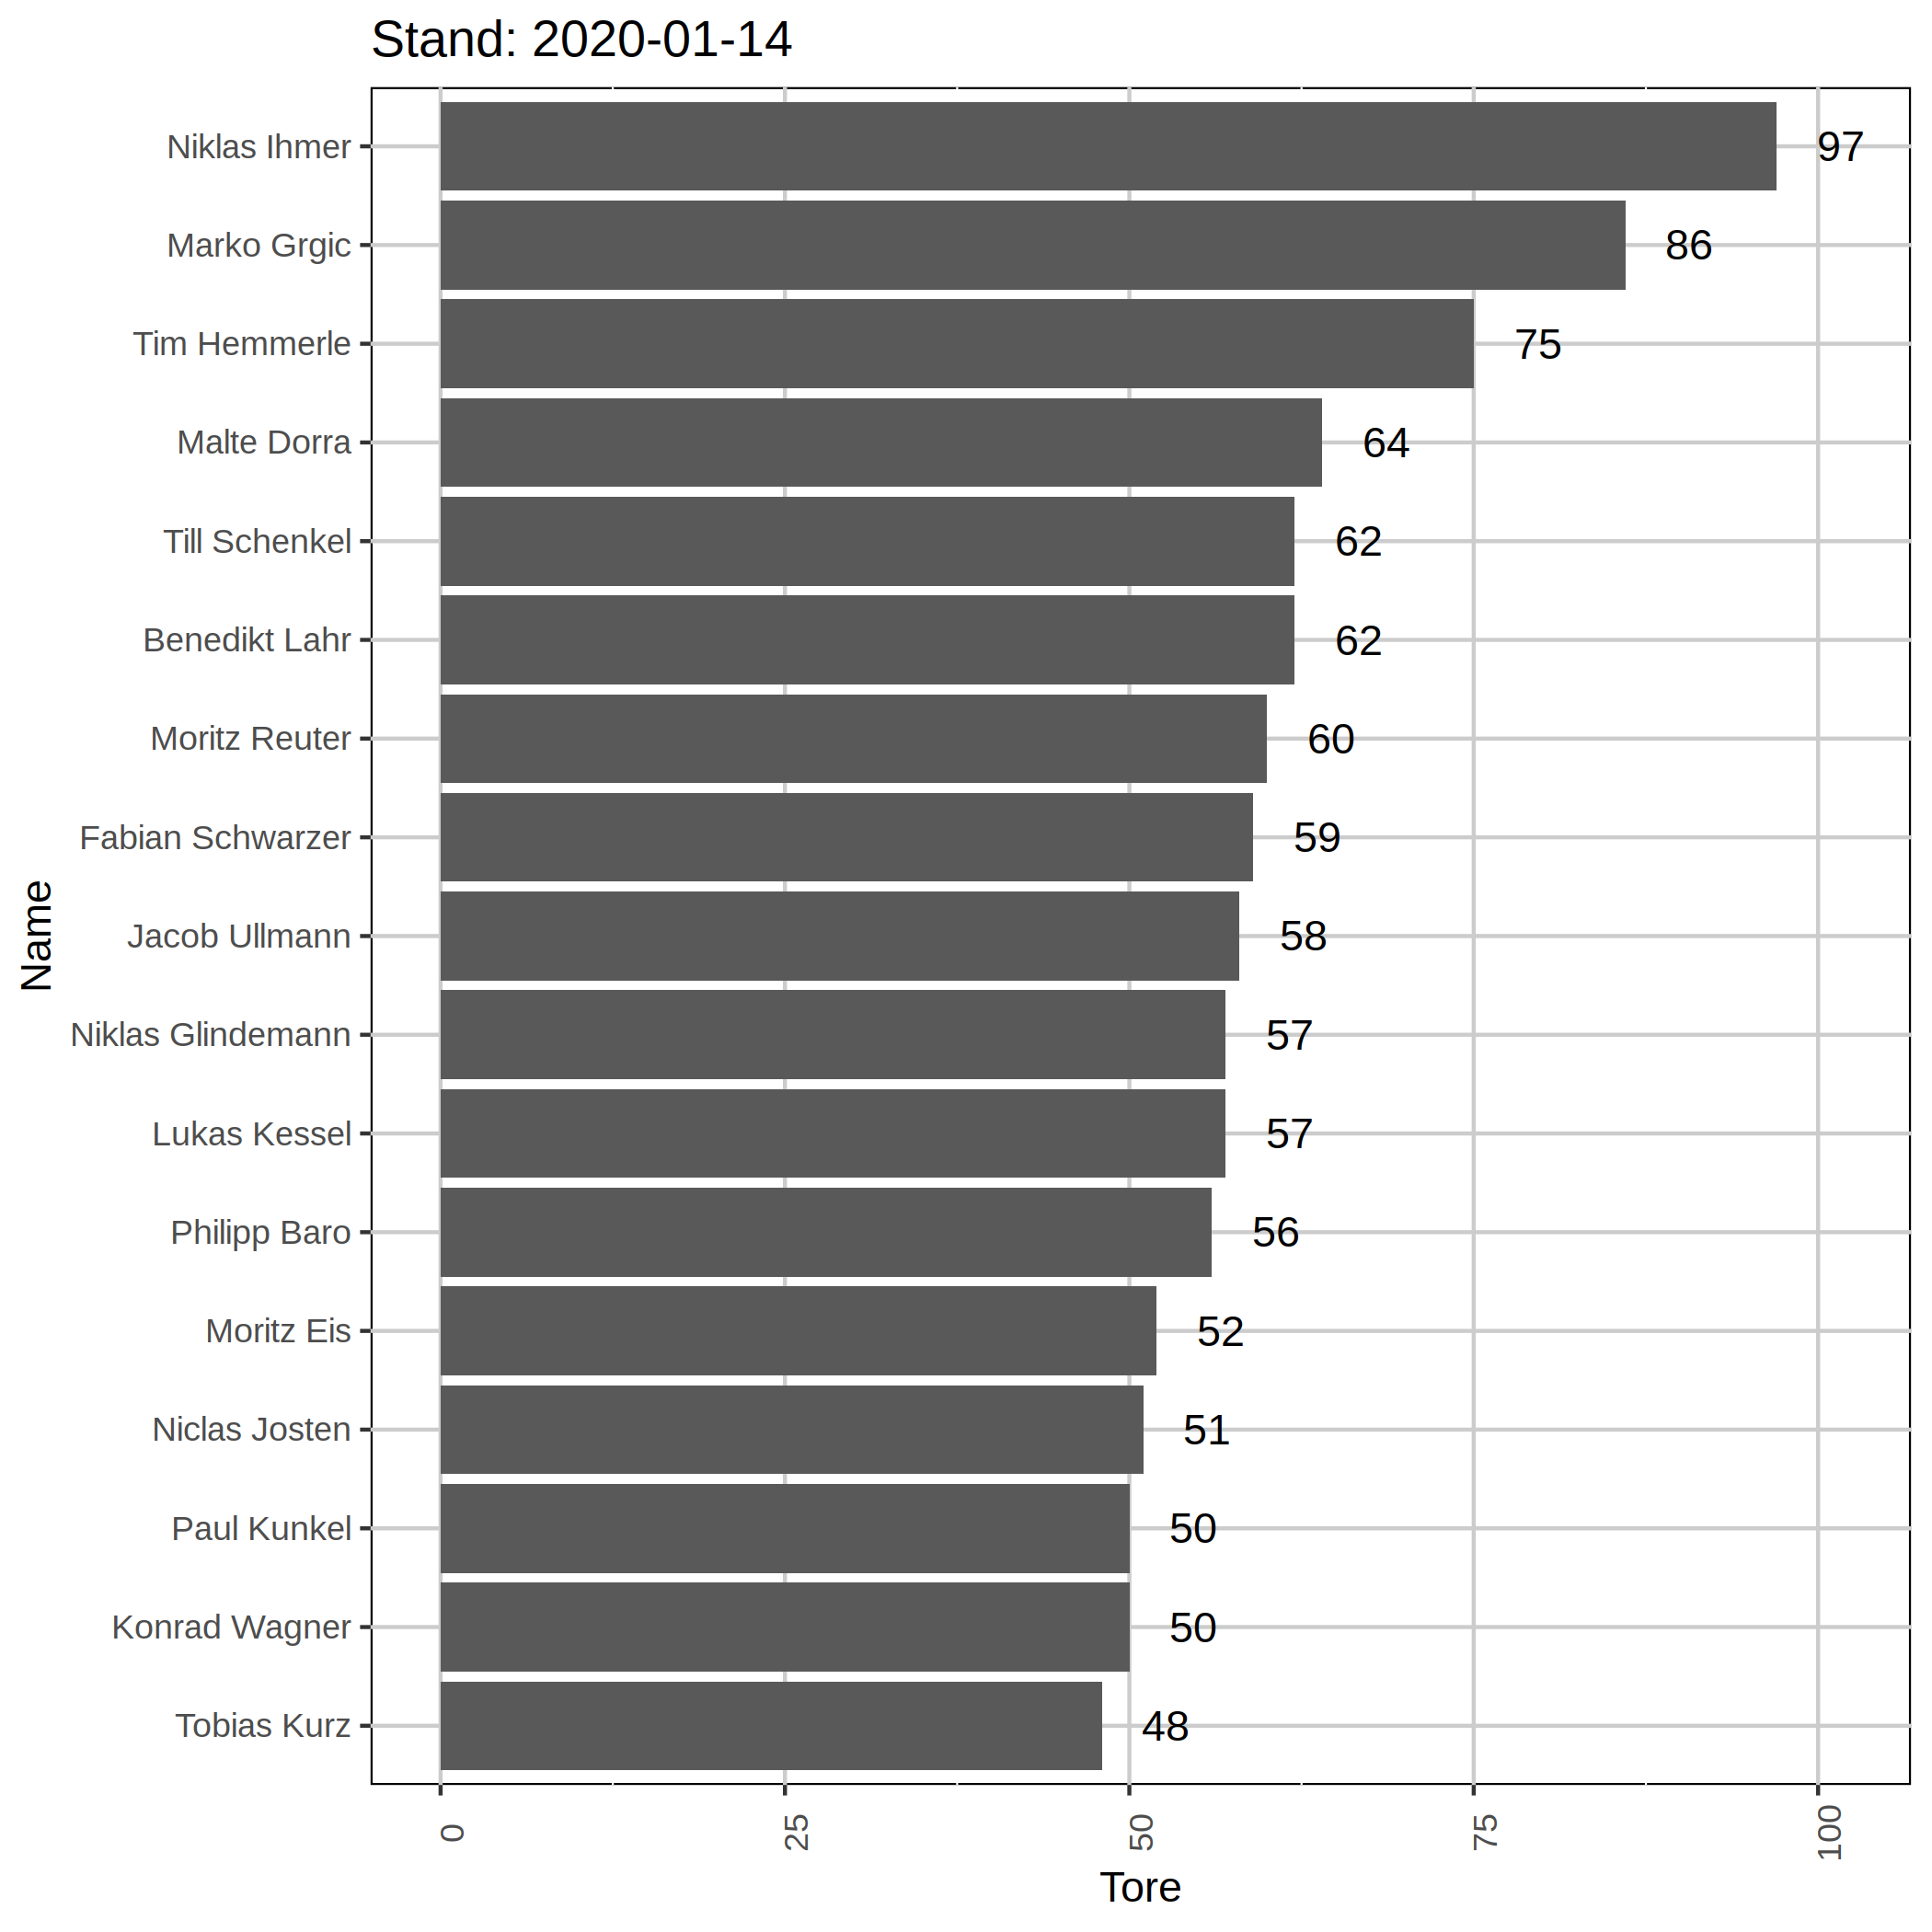 Stand: 2020-01-14
Niklas Ihmer 97
Marko Grgic 86
Tim Hemmerle 75
Malte Dorra 64
Till Schenkel 62
Benedikt Lahr 62
Moritz Reuter 60
Fabian Schwarzer 59
Jacob Ullmann 58
Niklas Glindemann 57
Lukas Kessel 57
Philipp Baro 56
Moritz Eis 52
Niclas Josten 51
Paul Kunkel 50
Konrad Wagner 50
Tobias Kurz 48
Name
0 25 50 75 100
Tore